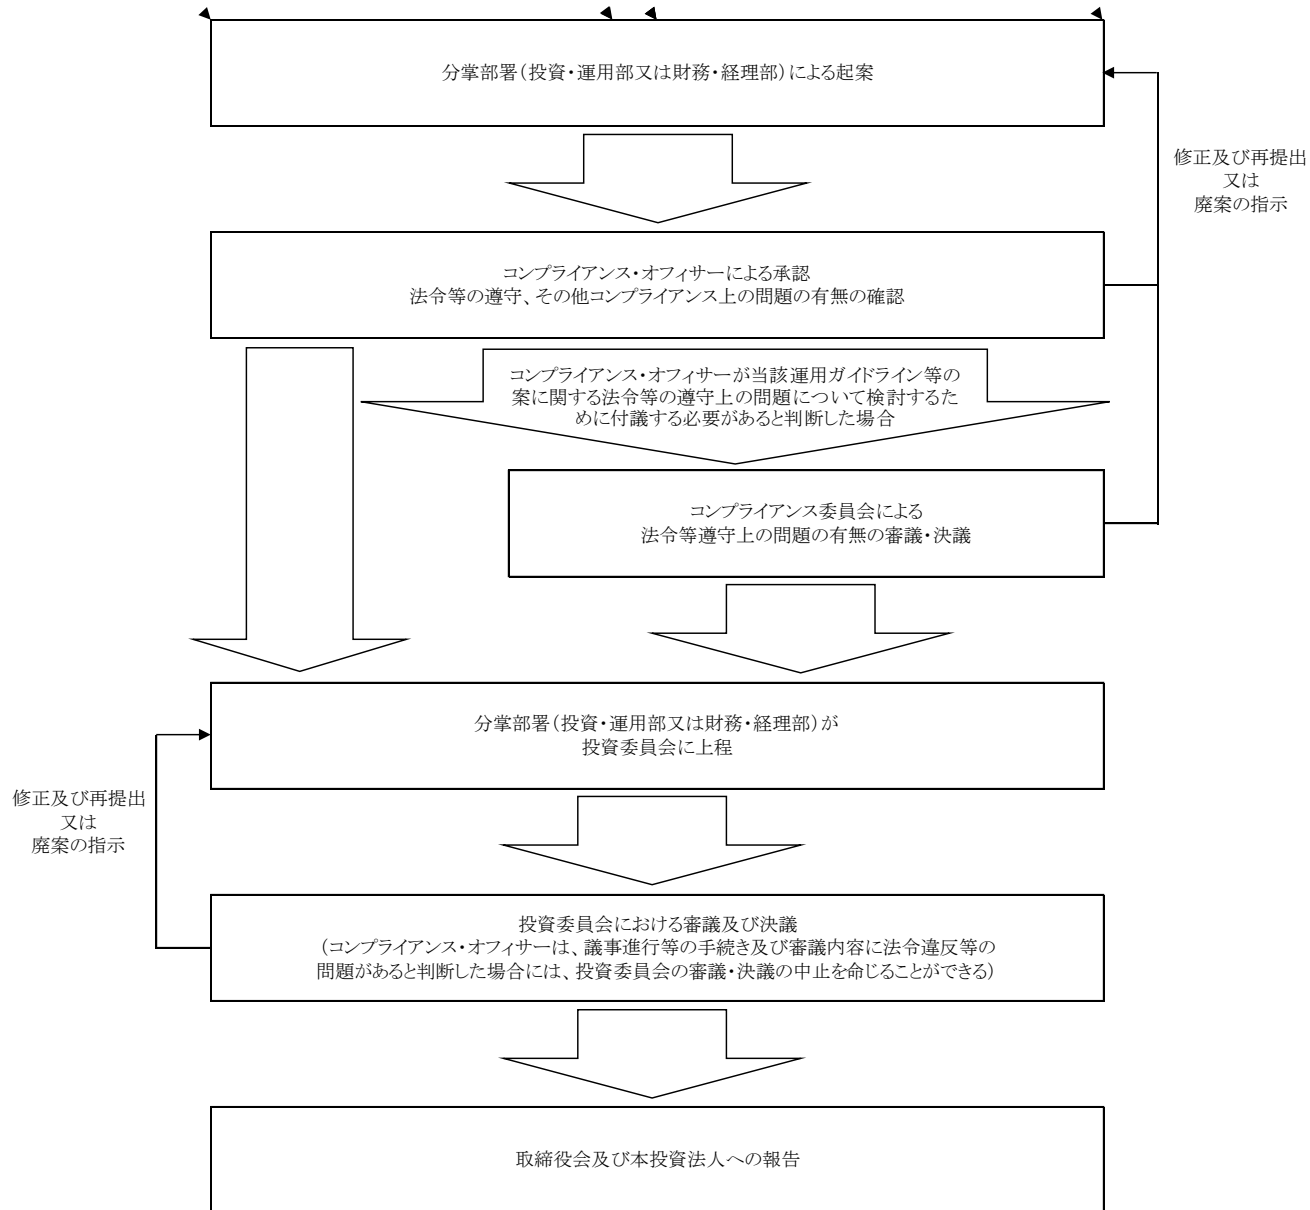 分掌部署(投資・運用部又は財務・経理部)による起案
修正及び再提出
又は
廃案の指示
コンプライアンス・オフィサーによる承認
法令等の遵守、その他コンプライアンス上の問題の有無の確認
コンプライアンス・オフィサーが当該運用ガイドライン等の
案に関する法令等の遵守上の問題について検討するた
めに付議する必要があると判断した場合
コンプライアンス委員会による
法令等遵守上の問題の有無の審議・決議
分掌部署(投資・運用部又は財務・経理部)が
投資委員会に上程
修正及び再提出
又は
廃案の指示
投資委員会における審議及び決議
(コンプライアンス・オフィサーは、議事進行等の手続き及び審議内容に法令違反等の
問題があると判断した場合には、投資委員会の審議・決議の中止を命じることができる)
取締役会及び本投資法人への報告